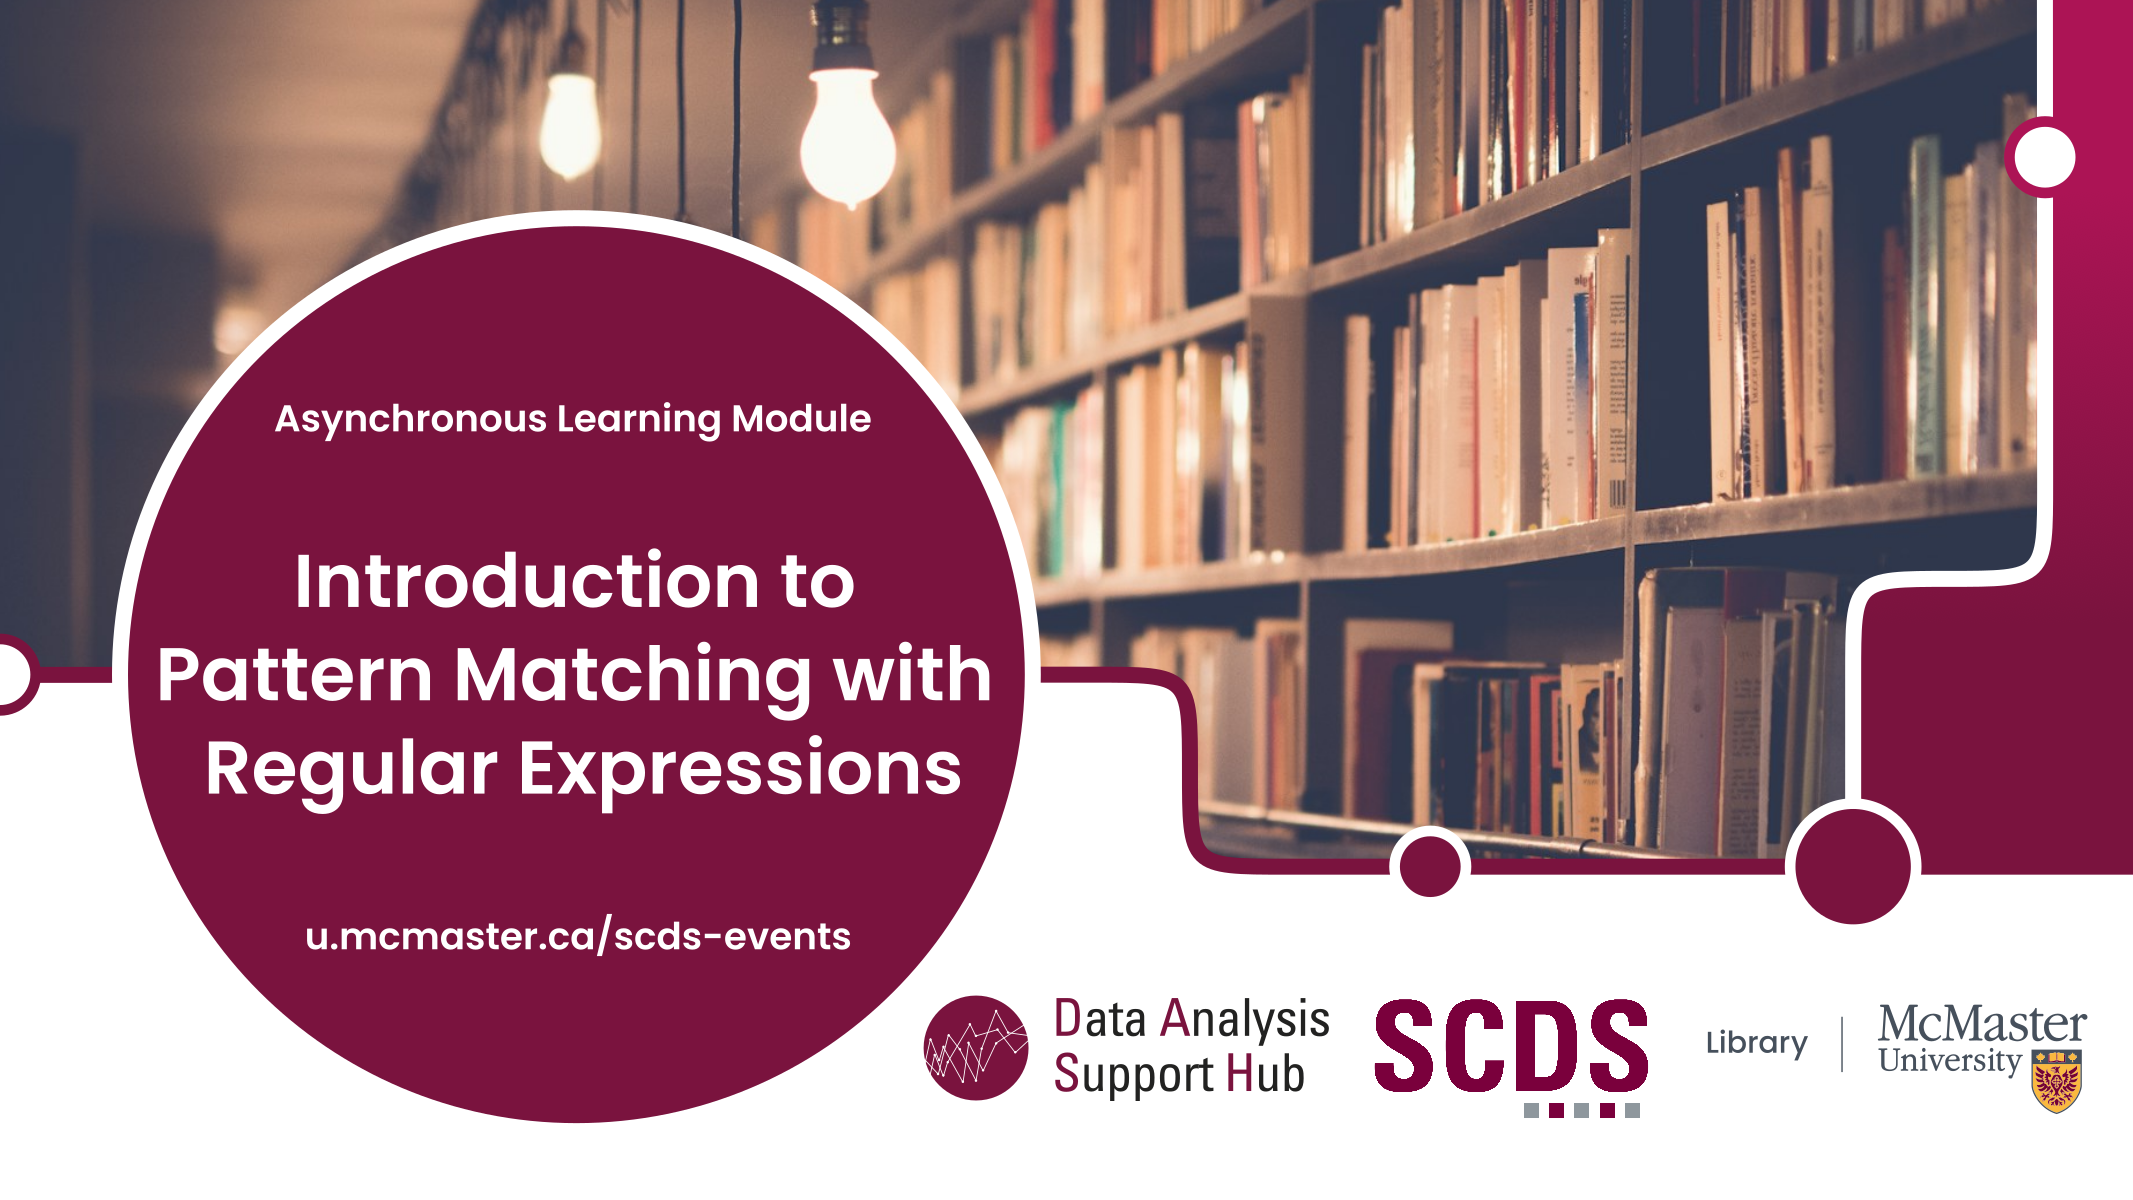 Asynchronous Learning Module
Introduction to
Pattern Matching with
Regular Expressions
u.mcmaster.ca/scds-events
Data Analysis
Support Hub
SCDS
Library
McMaster
University